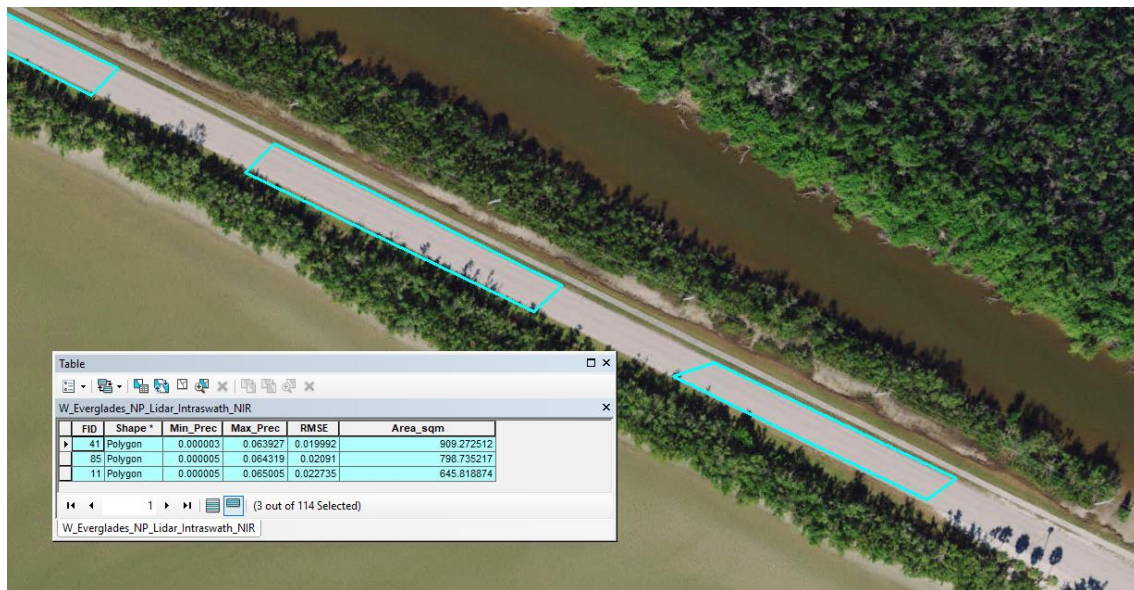 Table
W_Everglades_NP_Lidar_Intraswath_NIR
FID Shape * Min_Prec Max_Prec RMSE Area_sqm
41 Polygon 0.000003 0.063927 0.019992 909.272512
85 Polygon 0.000005 0.064319 0.02091 798.735217
11 Polygon 0.000005 0.065005 0.022735 645.818874
1 (3 out of 114 Selected)
W_Everglades_NP_Lidar_Intraswath_NIR